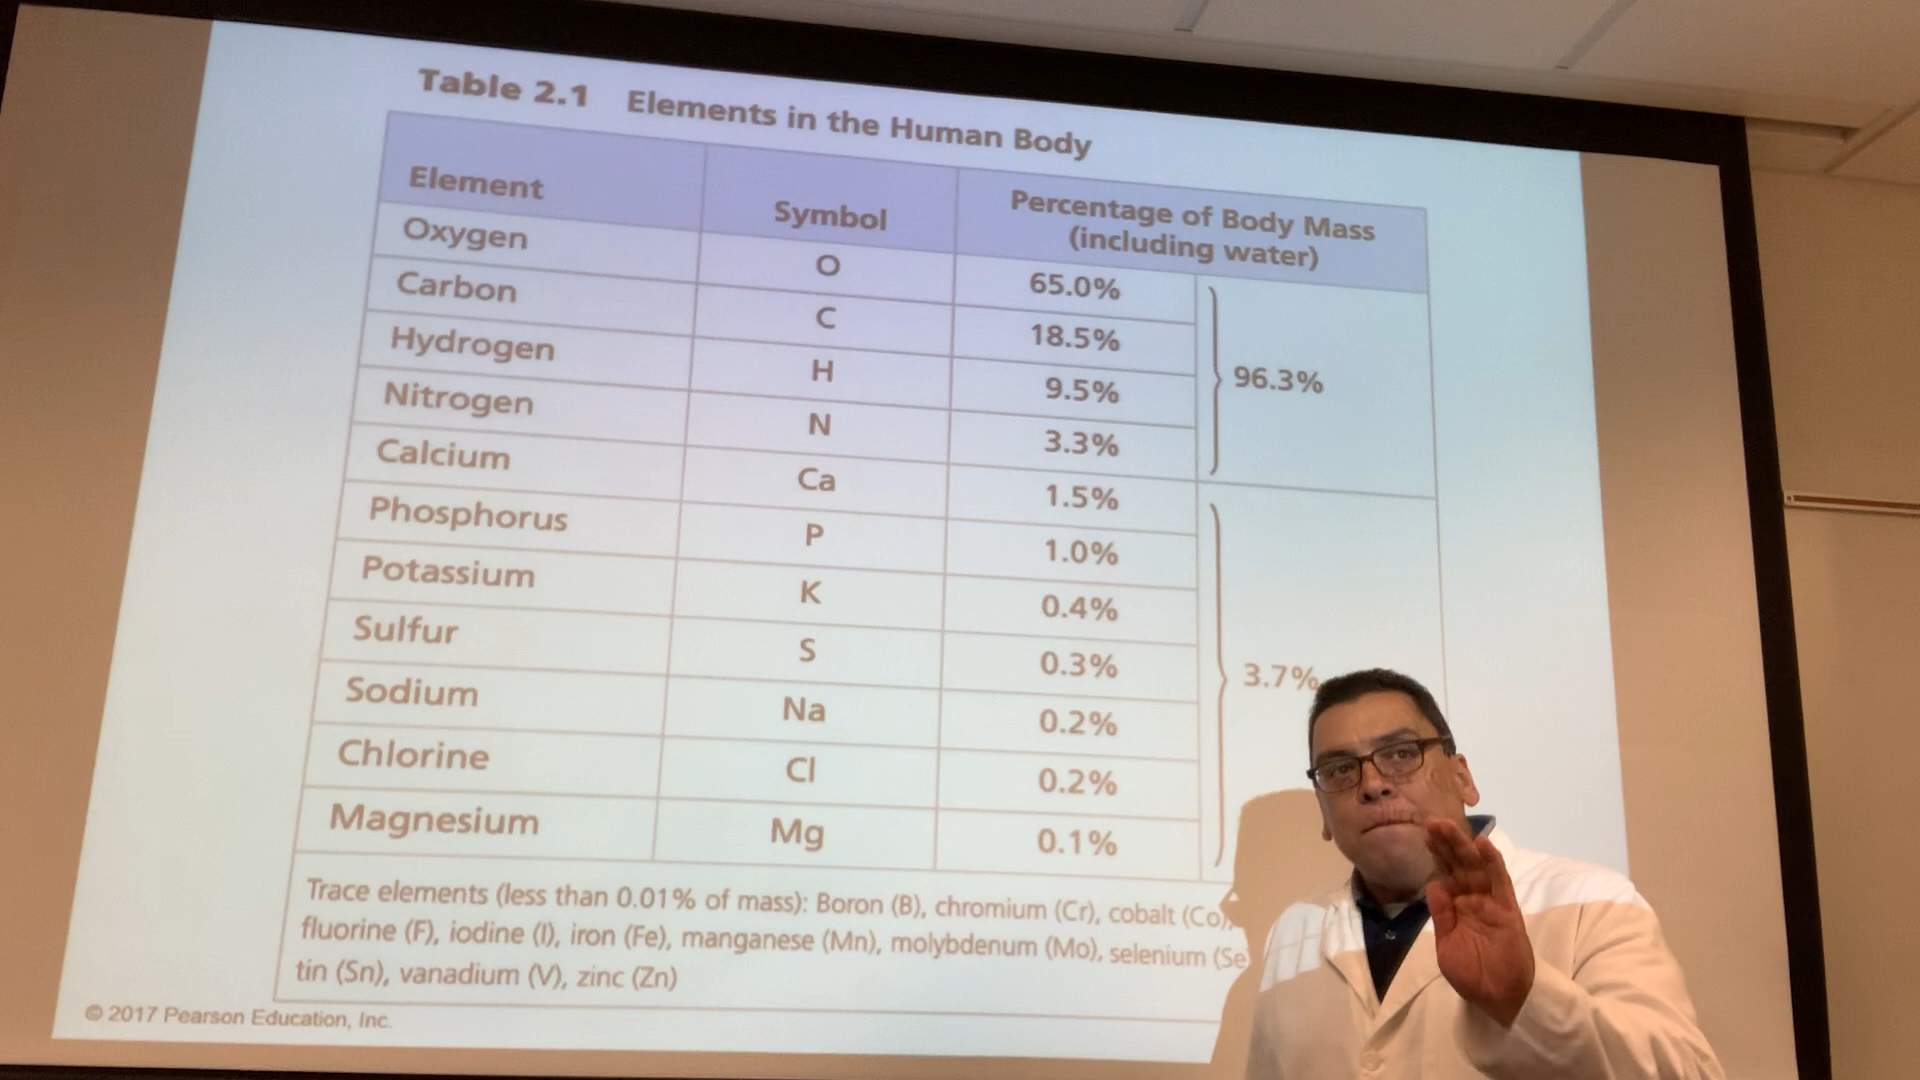 Table 2.1 Elements in the Human Body
Element Symbol Percentage of Body Mass
(including water)
Oxygen O 65.0%
Carbon C 18.5%
Hydrogen H 9.5%
Nitrogen N 3.3%
96.3%
Calcium Ca 1.5%
Phosphorus P 1.0%
Potassium K 0.4%
Sulfur S 0.3%
Sodium Na 0.2%
Chlorine Cl 0.2%
Magnesium Mg 0.1%
3.7%
Trace elements (less than 0.01% of mass): Boron (B), chromium (Cr), cobalt (Co),
fluorine (F), iodine (I), iron (Fe), manganese (Mn), molybdenum (Mo), selenium (Se
tin (Sn), vanadium (V), zinc (Zn)
© 2017 Pearson Education, Inc.